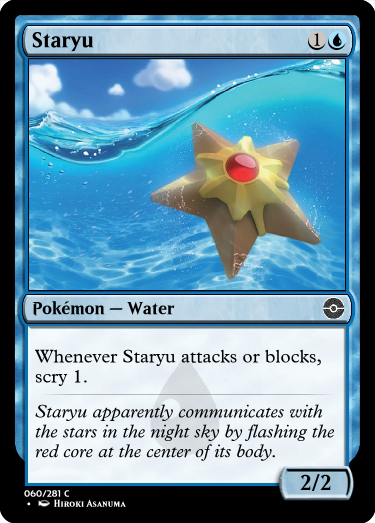 Staryu 1
Pokémon — Water
Whenever Staryu attacks or blocks,
scry 1.
Staryu apparently communicates with
the stars in the night sky by flashing the
red core at the center of its body.
2/2
060/281 C
• Hiroki Asanuma